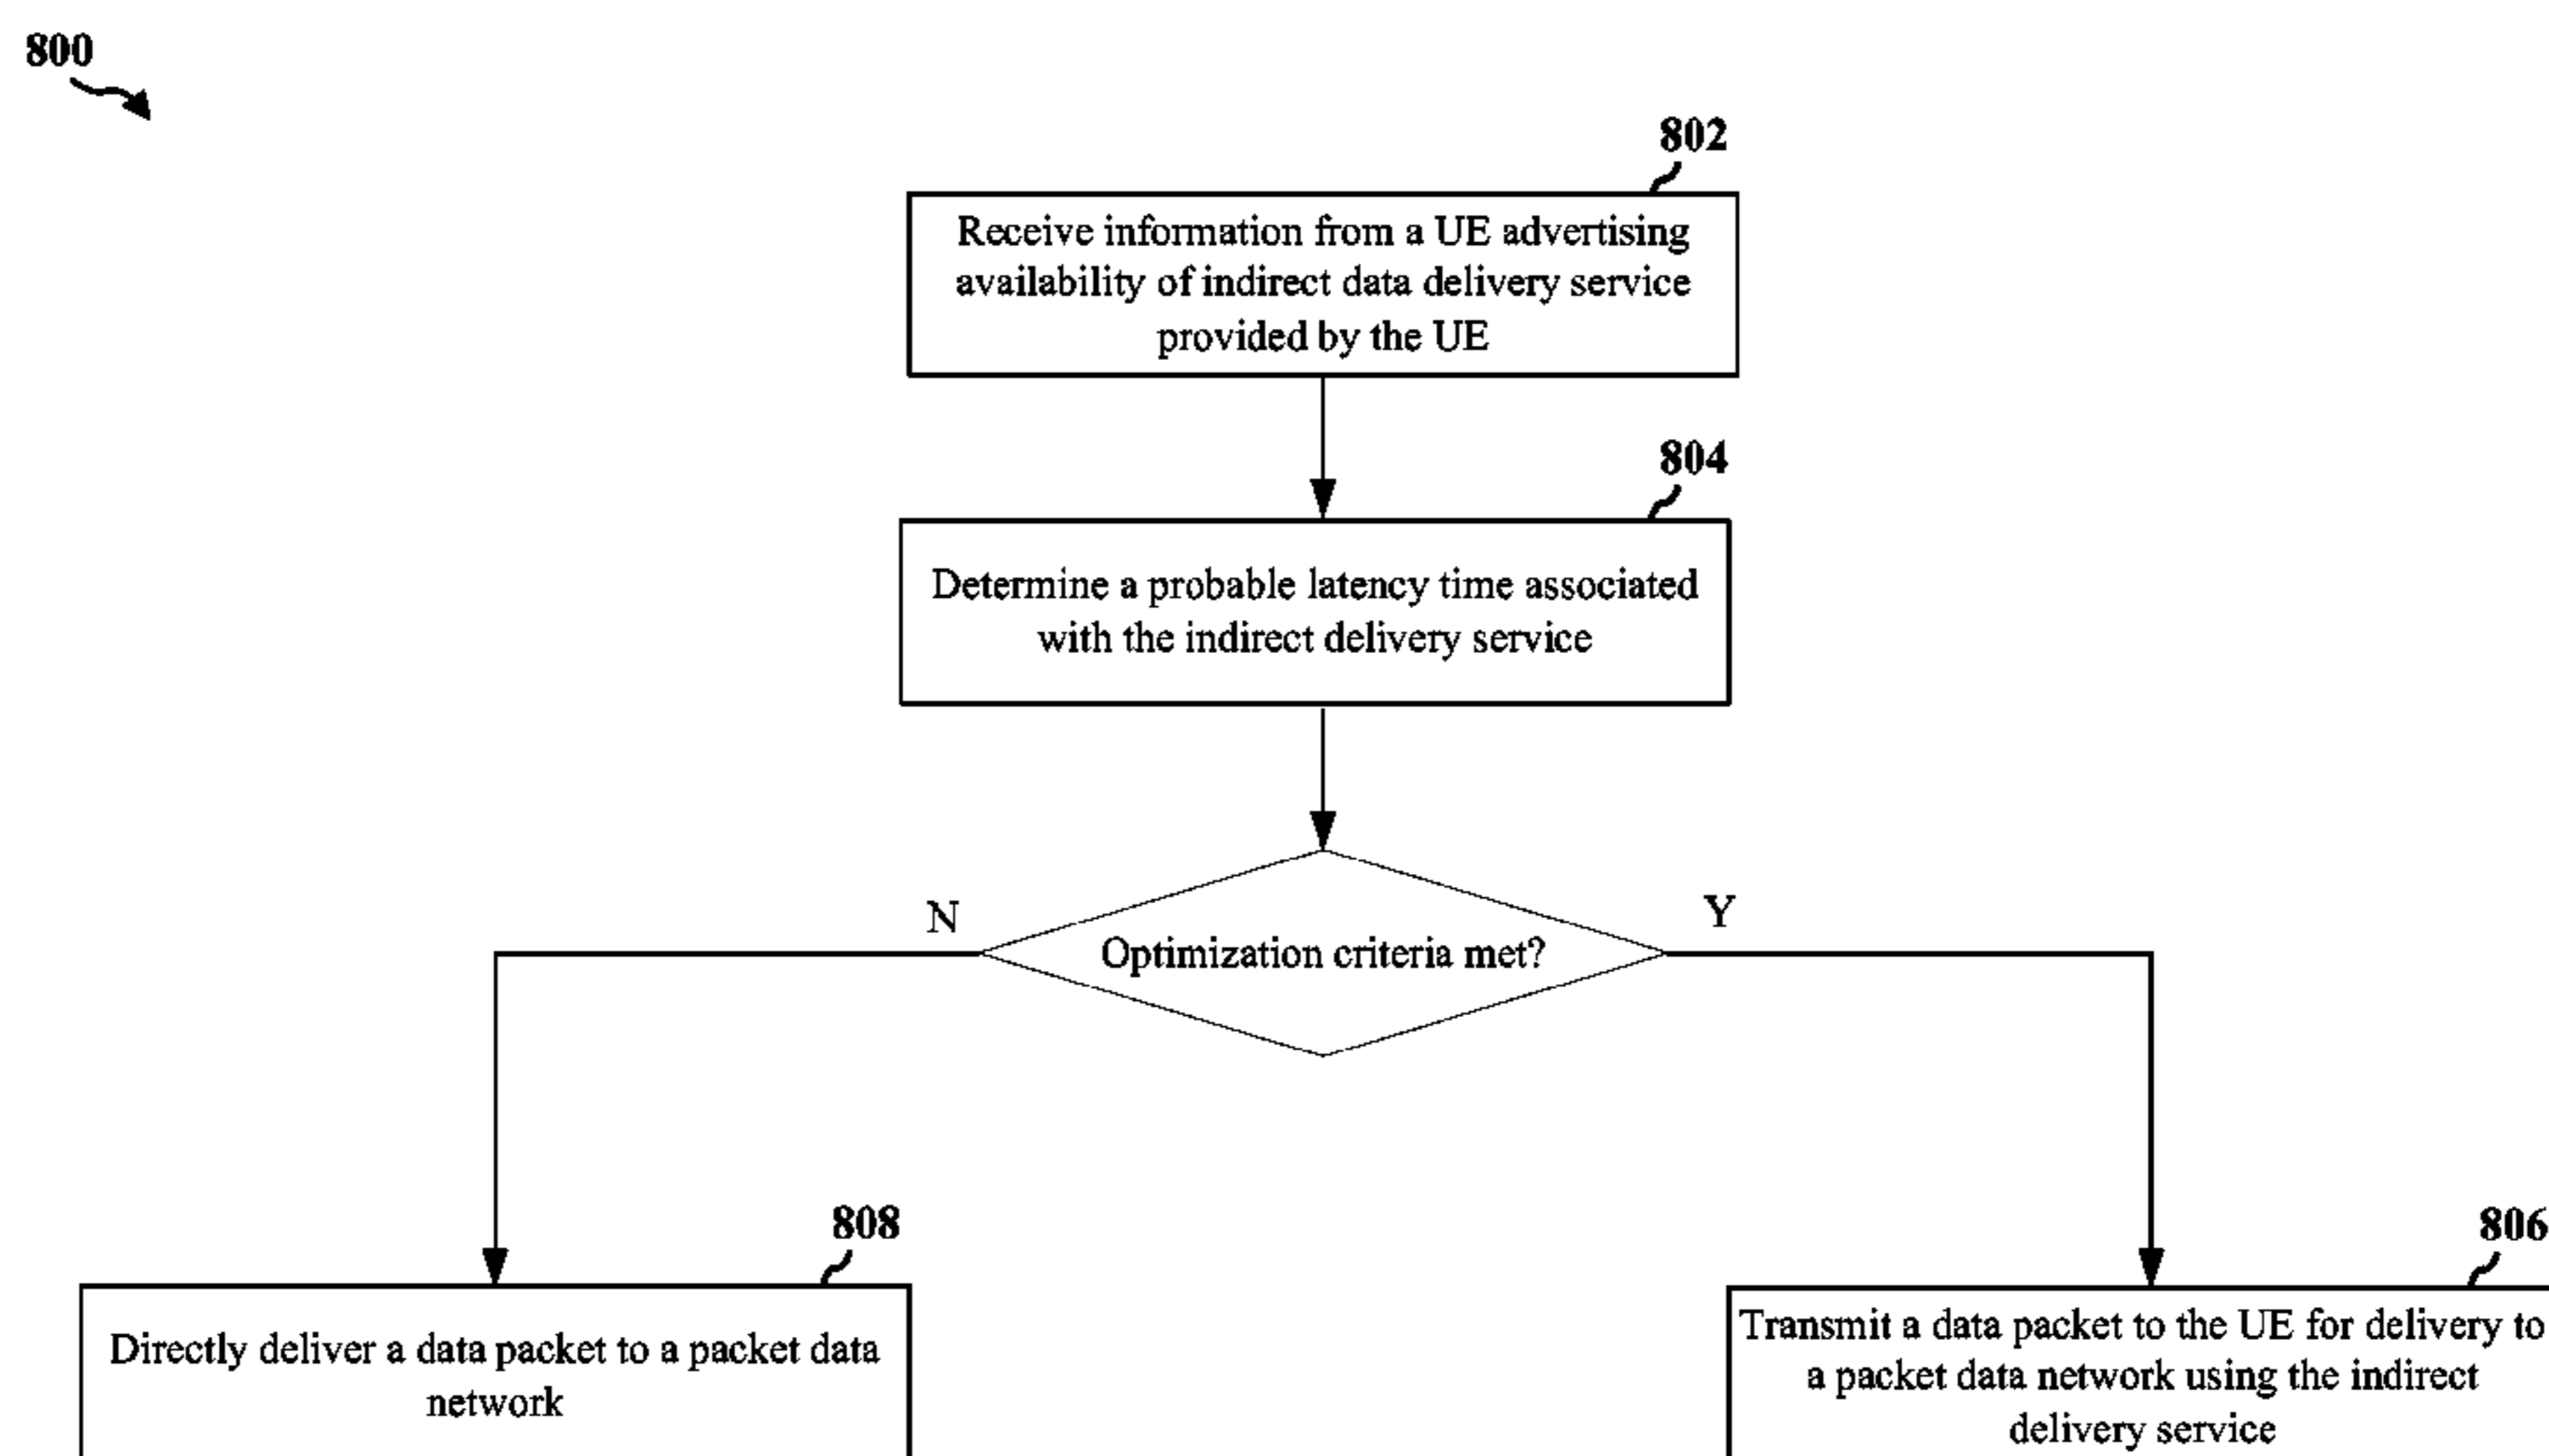 800
802
Receive information from a UE advertising
availability of indirect data delivery service
provided by the UE
804
Determine a probable latency time associated
with the indirect delivery service
N
Y
Optimization criteria met?
808
Directly deliver a data packet to a packet data
network
806
Transmit a data packet to the UE for delivery to
a packet data network using the indirect
delivery service